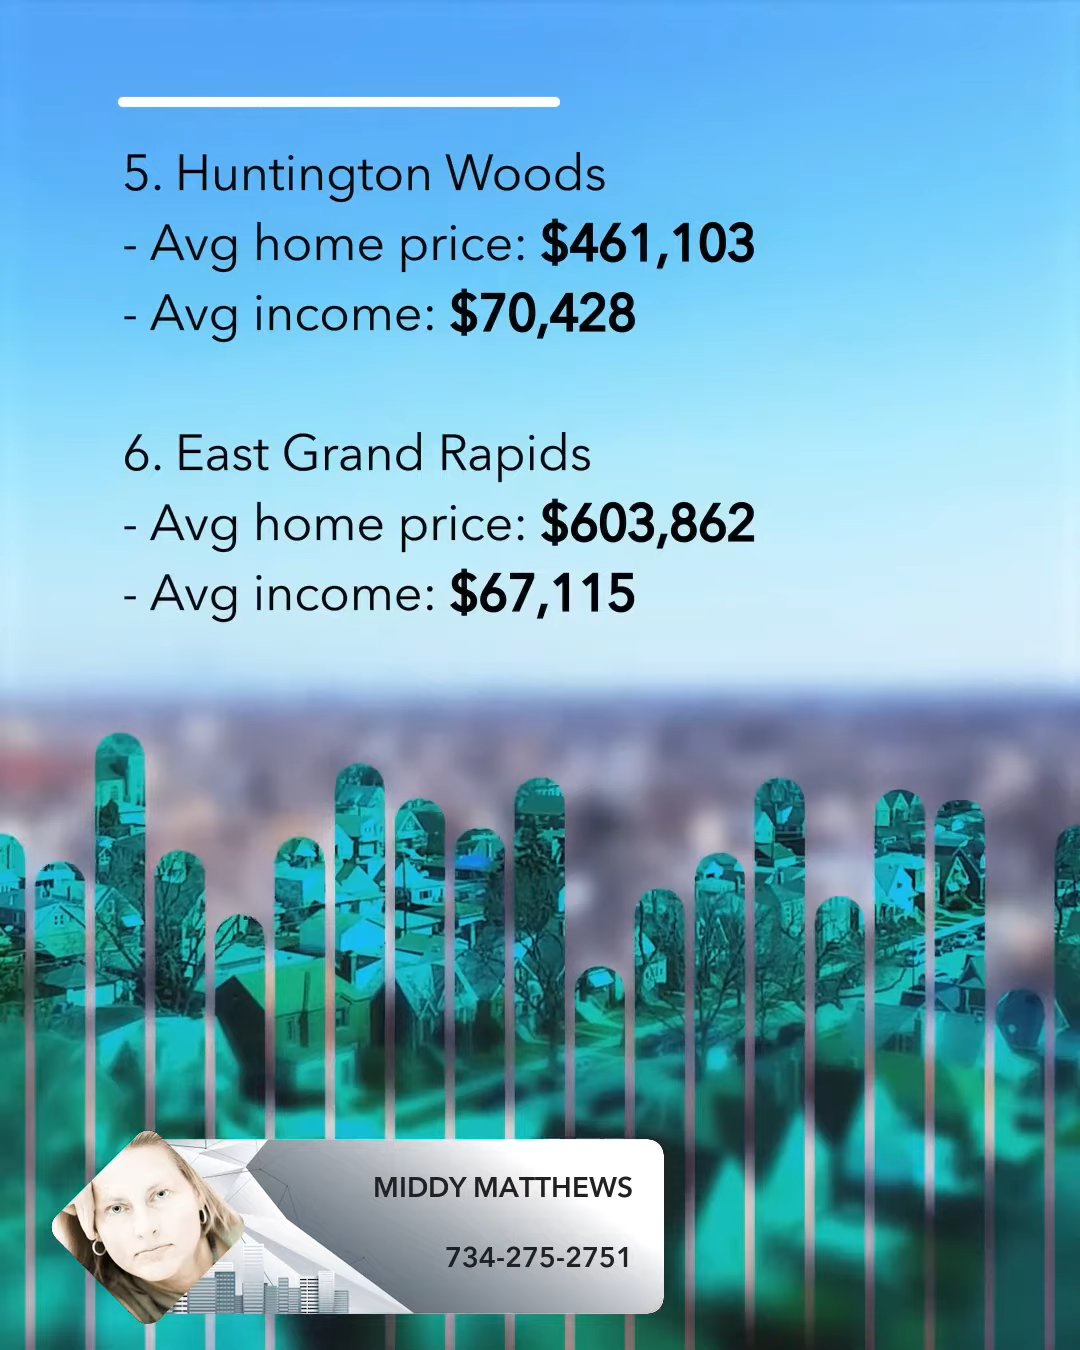 5. Huntington Woods
- Avg home price: $461,103
- Avg income: $70,428
6. East Grand Rapids
- Avg home price: $603,862
- Avg income: $67,115
MIDDY MATTHEWS
734-275-2751